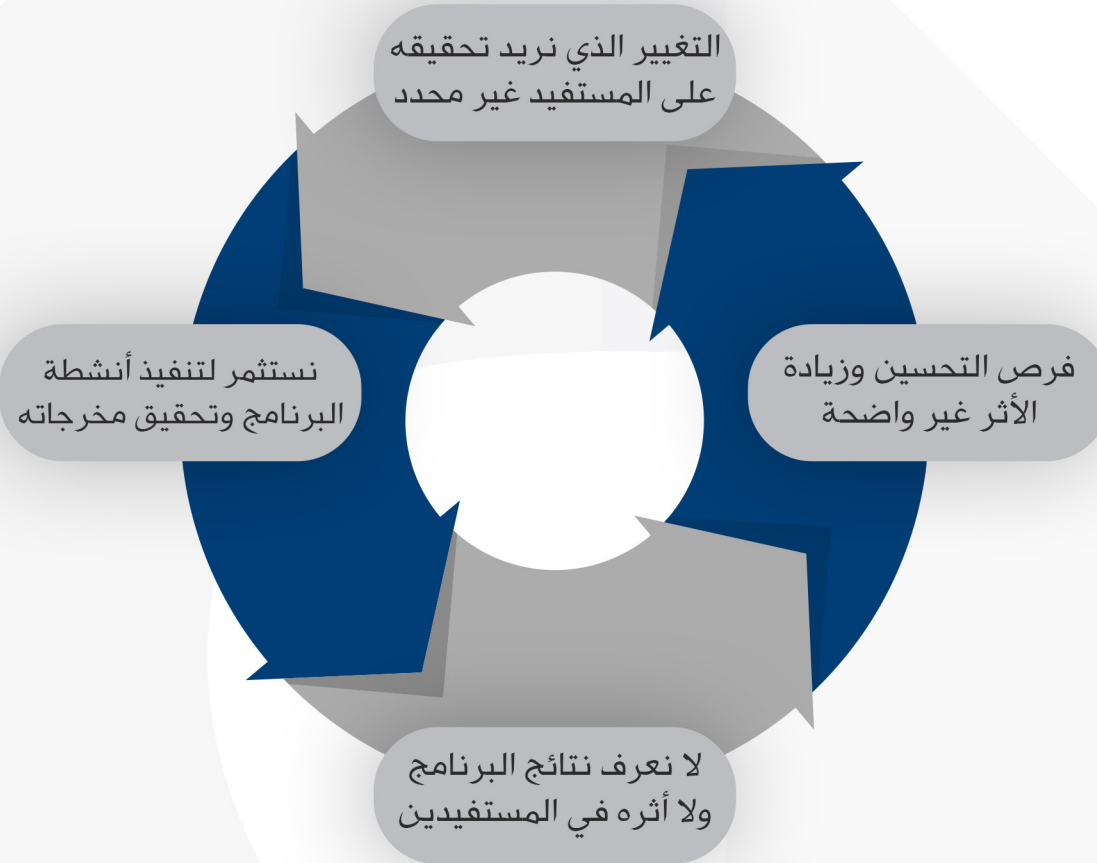 التغيير الذي نريد تحقيقه
على المستفيد غير محدد
فرص التحسين وزيادة
الأثر غير واضحة
نستثمر لتنفيذ أنشطة
البرنامج وتحقيق مخرجاته
لا نعرف نتائج البرنامج
ولا أثره في المستفيدين